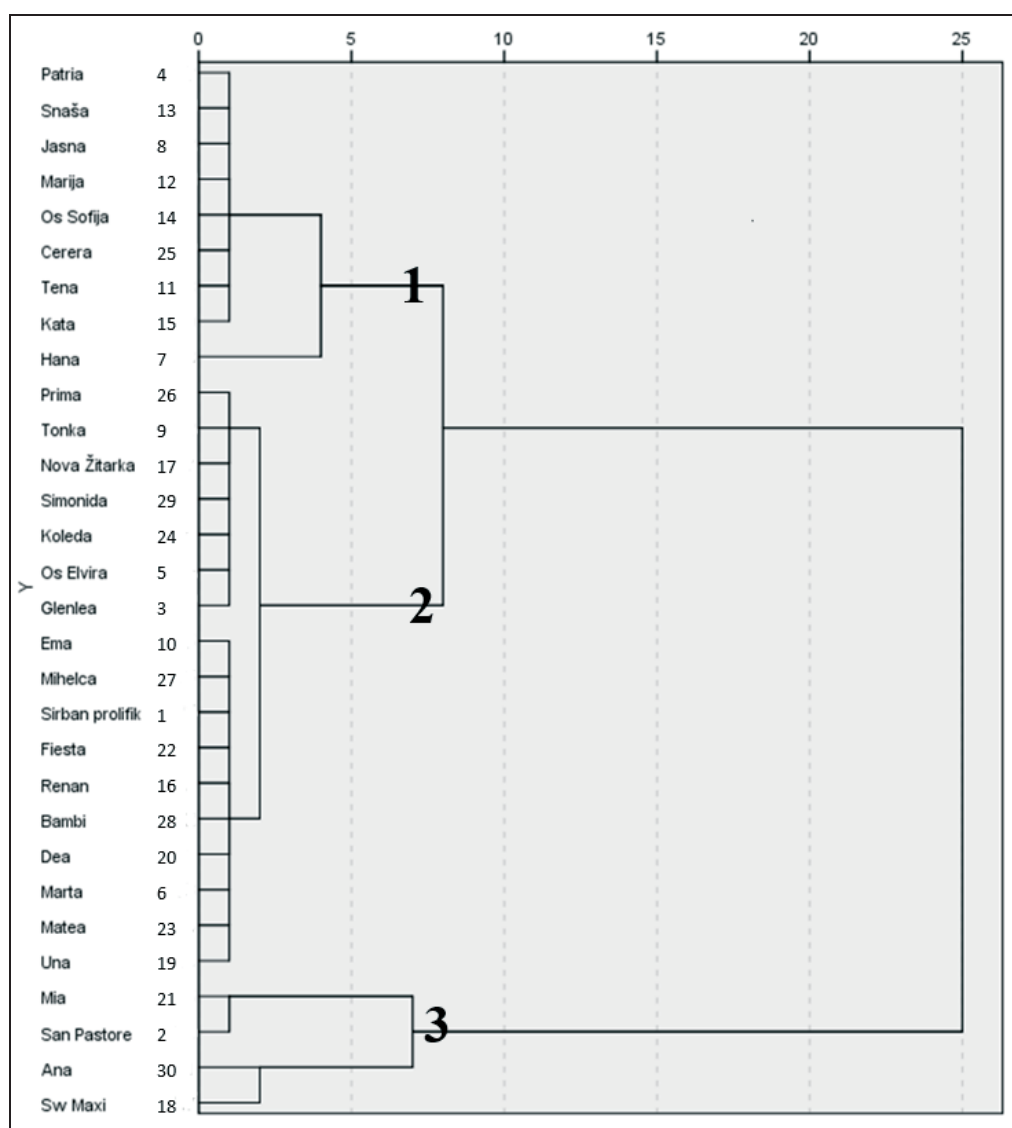 0 5 10 15 20 25
Patria 4
Snaša 13
Jasna 8
Marija 12
Os Sofija 14
Cerera 25
Tena 11
1
Kata 15
Hana 7
Prima 26
Tonka 9
Nova Žitarka 17
Simonida 29
Koleda 24
Os Elvira 5
Y
Glenlea 3
2
Ema 10
Mihelca 27
Sirban prolifik 1
Fiesta 22
Renan 16
Bambi 28
Dea 20
Marta 6
Matea 23
Una 19
Mia 21
3
San Pastore 2
Ana 30
Sw Maxi 18